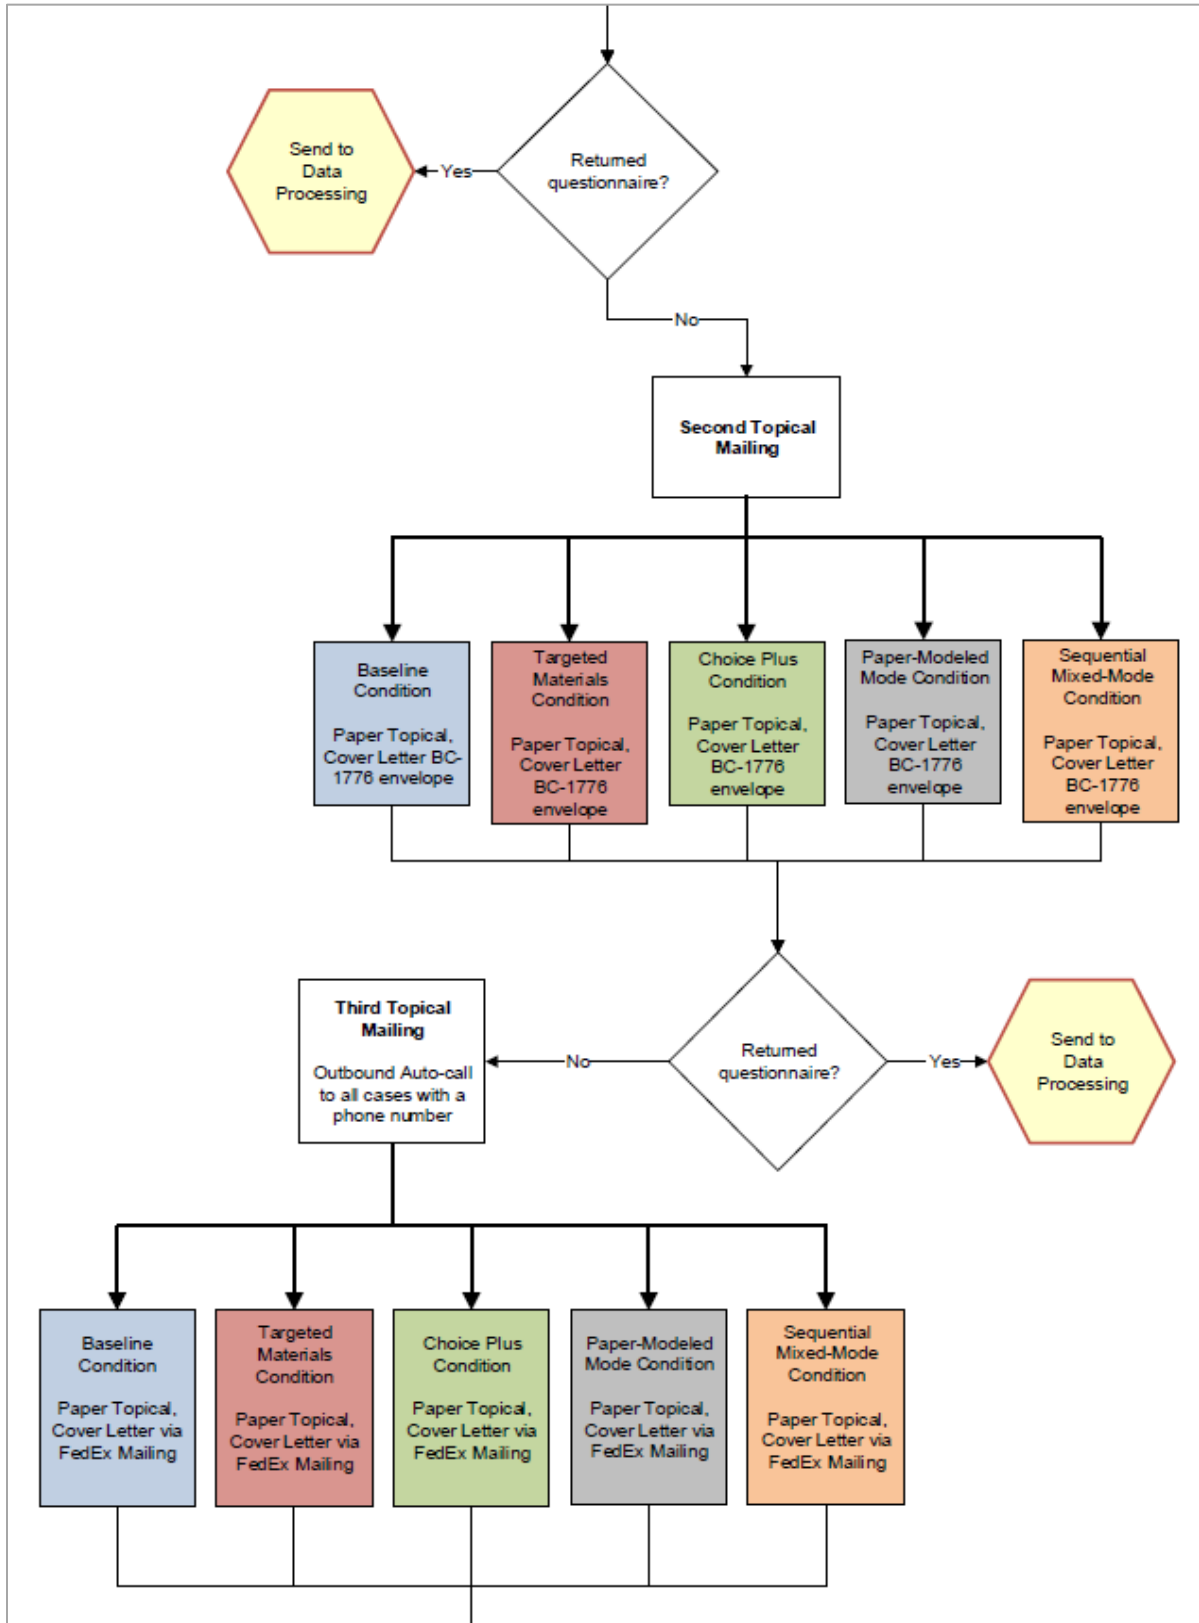 Send to
Data
Processing
Yes
Returned
questionnaire?
No
Second Topical
Mailing
Baseline
Condition
Paper Topical,
Cover Letter BC-
1776 envelope
Targeted
Materials
Condition
Paper Topical,
Cover Letter
BC-1776
envelope
Choice Plus
Condition
Paper Topical,
Cover Letter
BC-1776
envelope
Paper-Modeled
Mode Condition
Paper Topical,
Cover Letter
BC-1776
envelope
Sequential
Mixed-Mode
Condition
Paper Topical,
Cover Letter
BC-1776
envelope
Third Topical
Mailing
Outbound Auto-call
to all cases with a
phone number
No
Returned
questionnaire?
Yes
Send to
Data
Processing
Baseline
Condition
Paper Topical,
Cover Letter via
FedEx Mailing
Targeted
Materials
Condition
Paper Topical,
Cover Letter via
FedEx Mailing
Choice Plus
Condition
Paper Topical,
Cover Letter via
FedEx Mailing
Paper-Modeled
Mode Condition
Paper Topical,
Cover Letter via
FedEx Mailing
Sequential
Mixed-Mode
Condition
Paper Topical,
Cover Letter via
FedEx Mailing